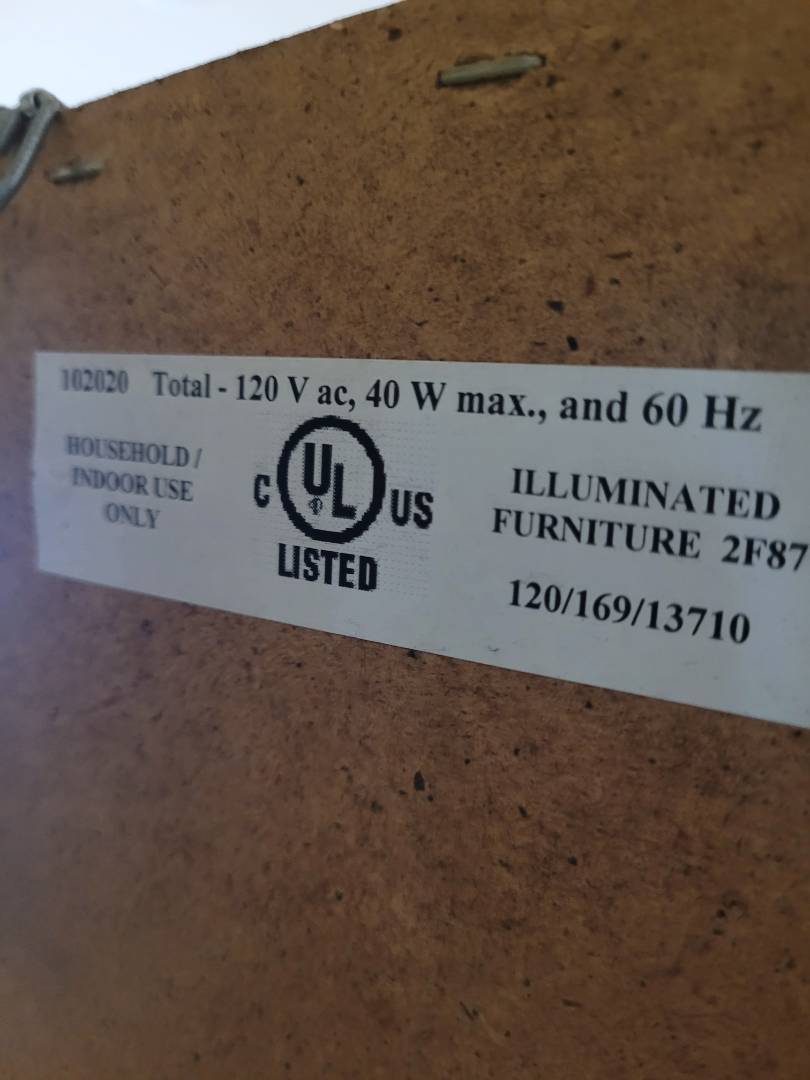 102020 Total - 120 V ac, 40 W max., and 60 Hz
HOUSEHOLD /
INDOOR USE
ONLY
C UL US
LISTED
ILLUMINATED
FURNITURE 2F87
120/169/13710